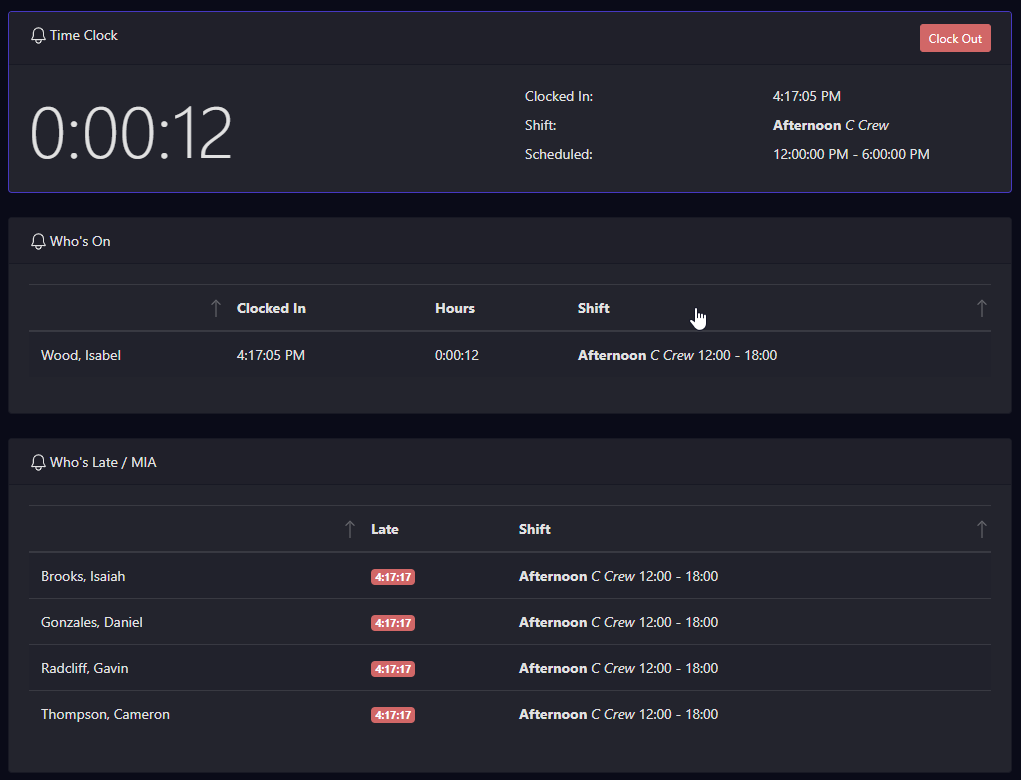 Time Clock
Clock Out
0:00:12
Clocked In: 4:17:05 PM
Shift: Afternoon C Crew
Scheduled: 12:00:00 PM - 6:00:00 PM
Who's On
Clocked In Hours Shift
Wood, Isabel 4:17:05 PM 0:00:12 Afternoon C Crew 12:00 - 18:00
Who's Late / MIA
Late Shift
Brooks, Isaiah 4:17:17 Afternoon C Crew 12:00 - 18:00
Gonzales, Daniel 4:17:17 Afternoon C Crew 12:00 - 18:00
Radcliff, Gavin 4:17:17 Afternoon C Crew 12:00 - 18:00
Thompson, Cameron 4:17:17 Afternoon C Crew 12:00 - 18:00